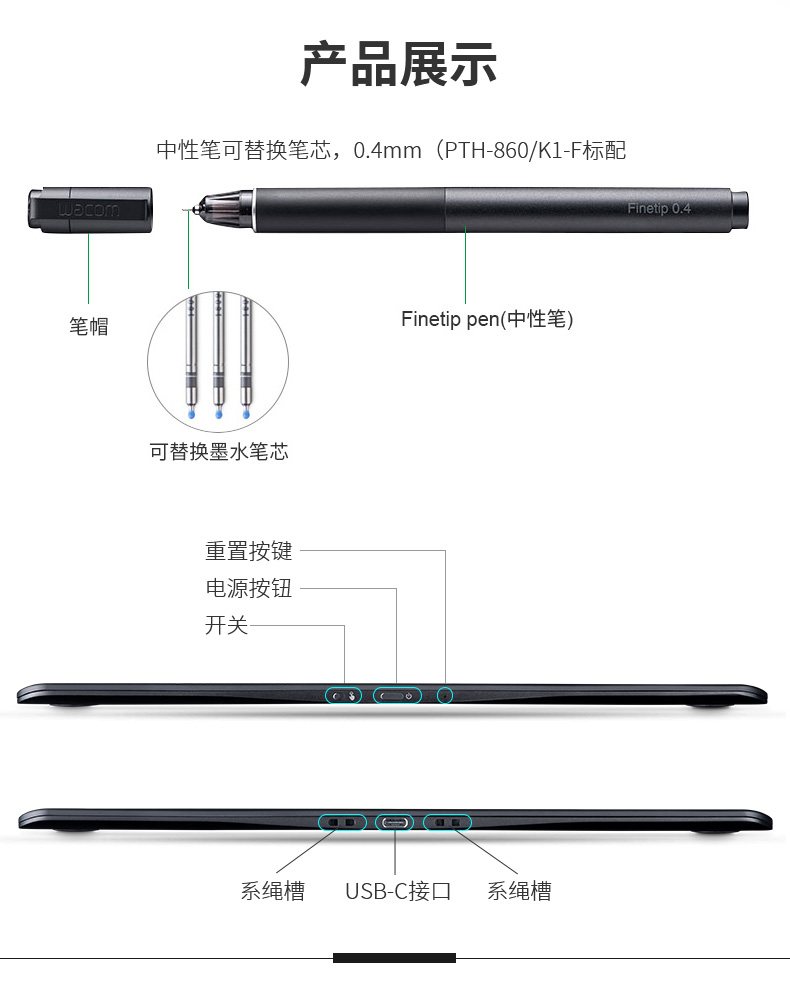 产品展示
中性笔可替换笔芯，0.4mm（PTH-860/K1-F标配
wacom
Finetip 0.4
笔帽
Finetip pen(中性笔)
可替换墨水笔芯
重置按键
电源按钮
开关
系绳槽 USB-C接口 系绳槽